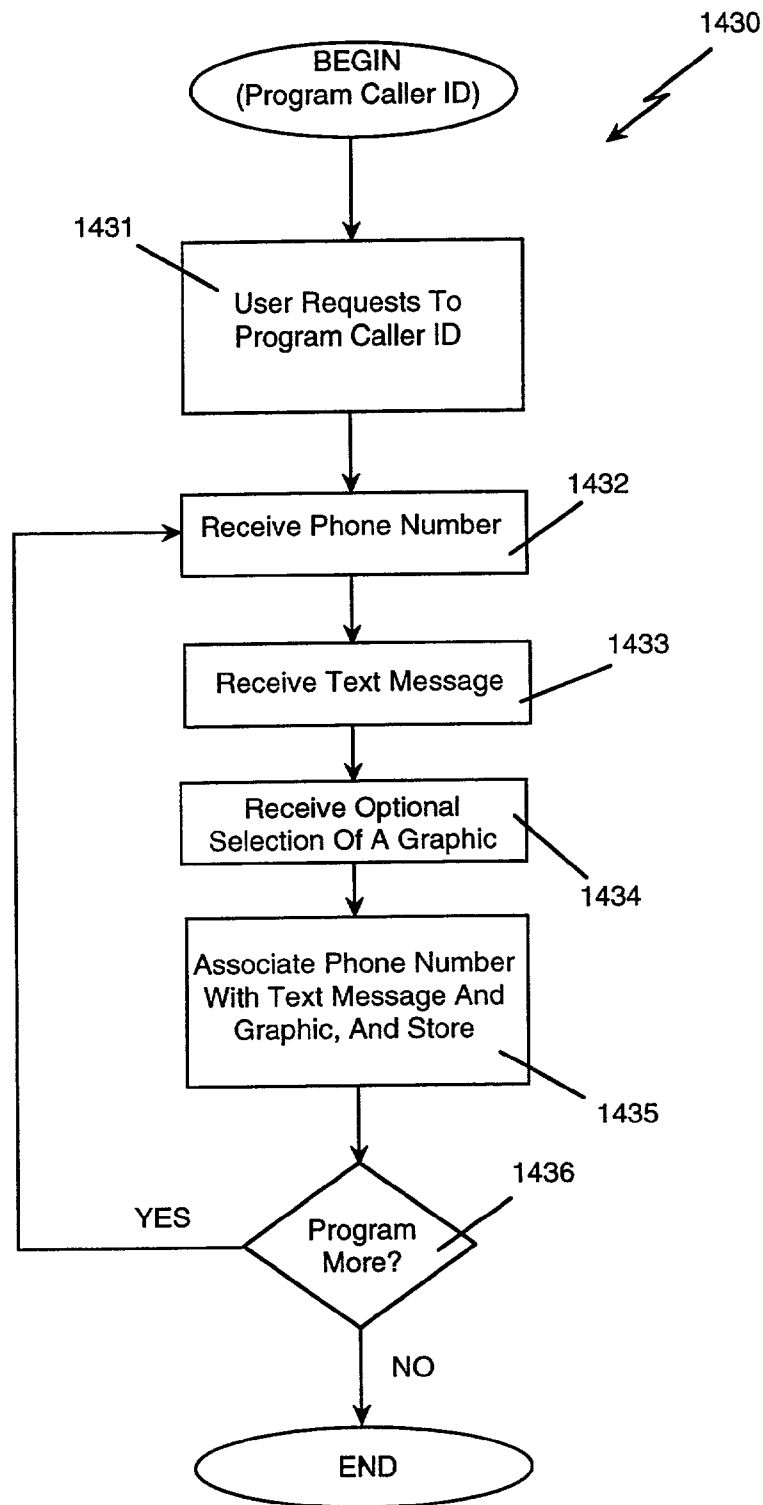 1430
BEGIN
(Program Caller ID)
1431
User Requests To
Program Caller ID
1432
Receive Phone Number
1433
Receive Text Message
Receive Optional
Selection Of A Graphic
1434
Associate Phone Number
With Text Message And
Graphic, And Store
1435
1436
YES
Program
More?
NO
END